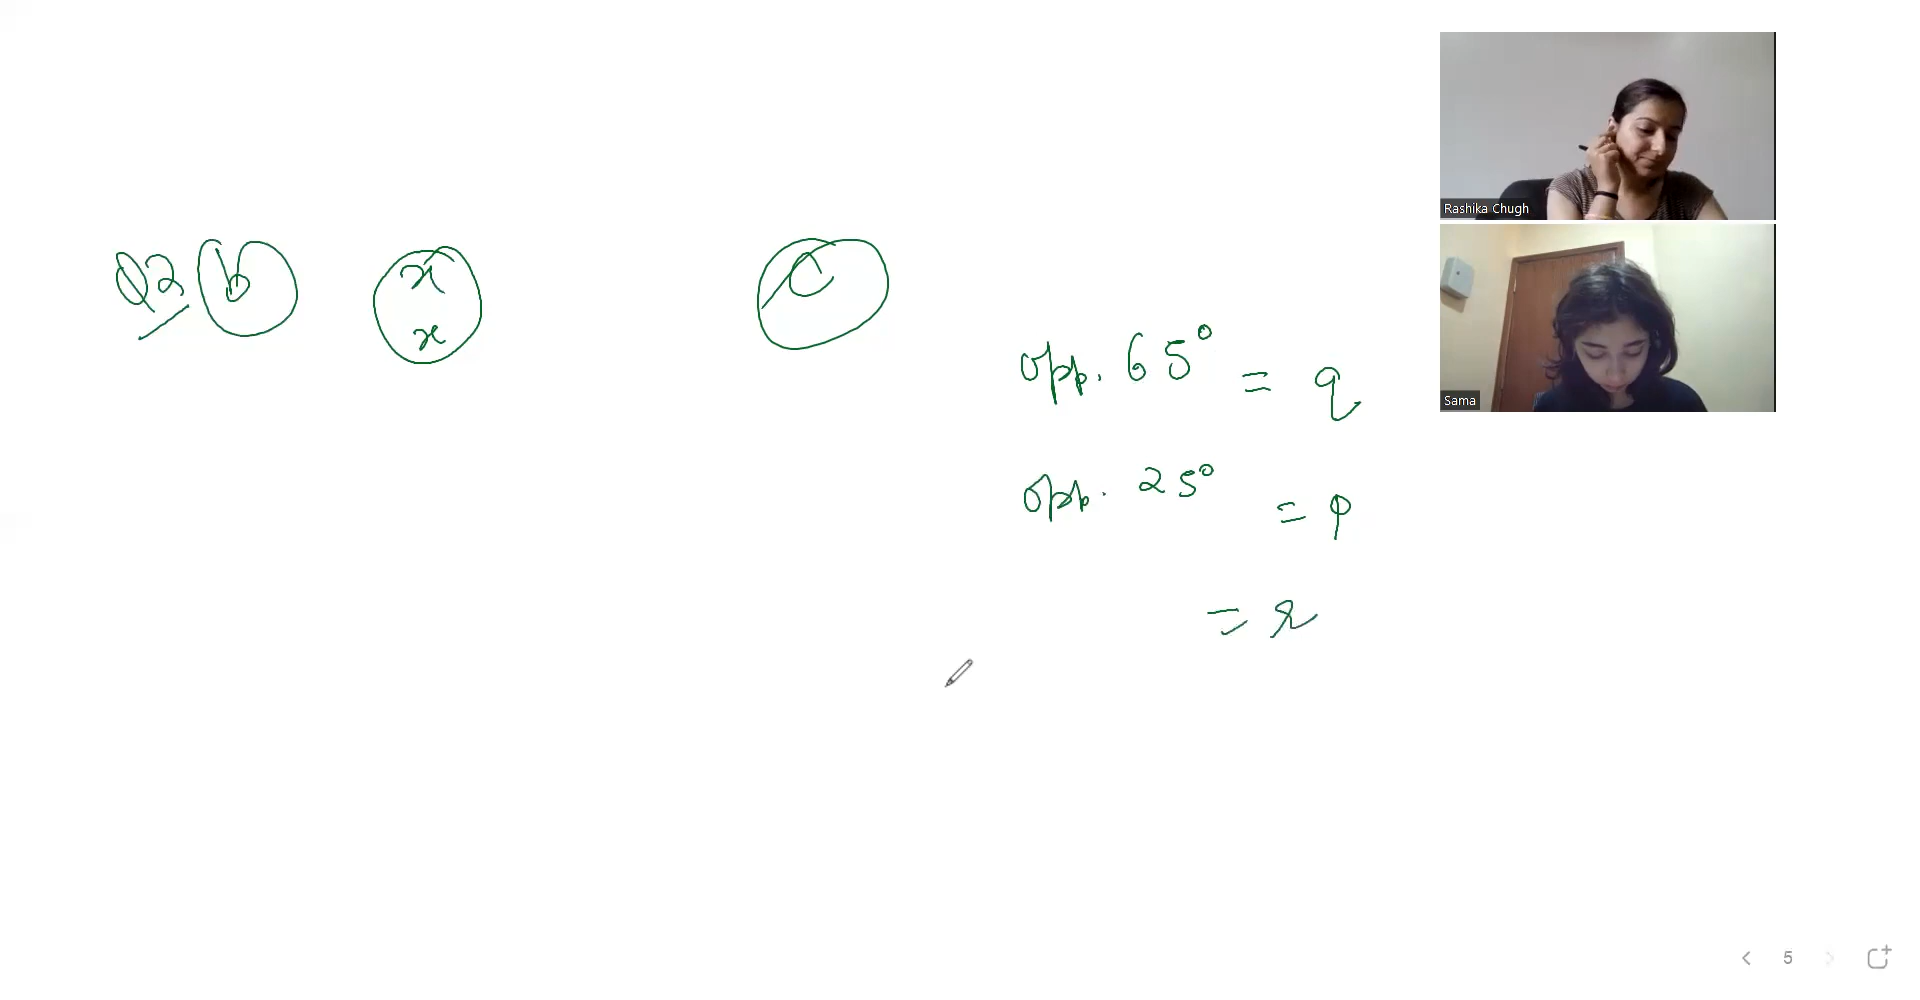 Q2 b
x
x
c
opp. 65° = q
opp. 25° = p
= r
Rashika Chugh
Sama
5